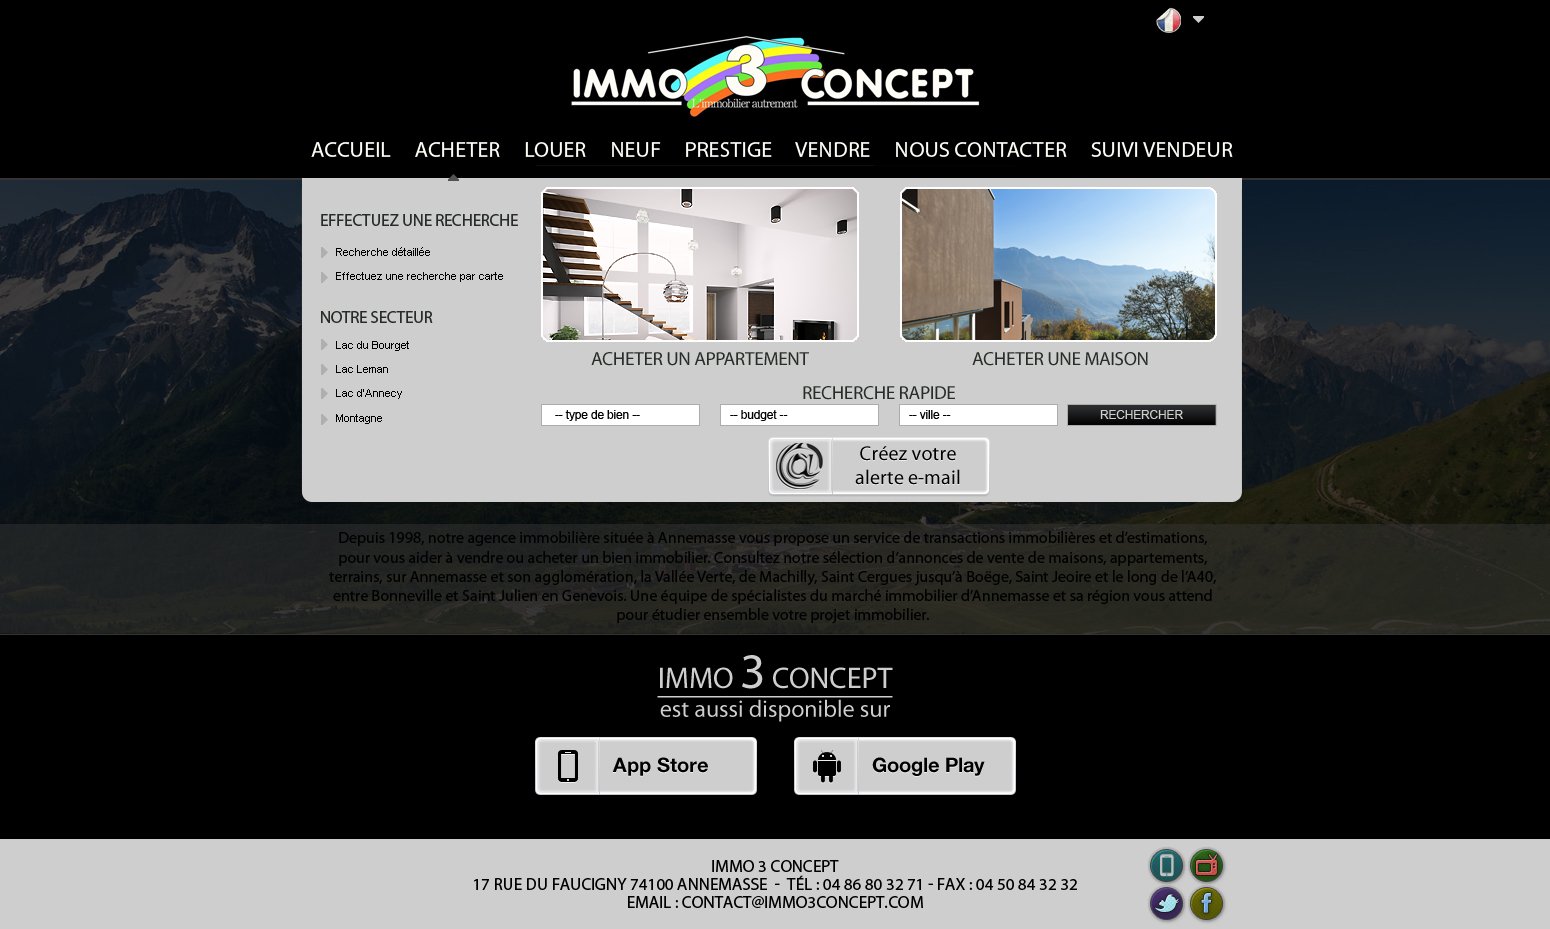 IMMO 3 CONCEPT
L'immobilier autrement
ACCUEIL ACHETER LOUER NEUF PRESTIGE VENDRE NOUS CONTACTER SUIVI VENDEUR
EFFECTUEZ UNE RECHERCHE
Recherche détaillée
Effectuez une recherche par carte
NOTRE SECTEUR
Lac du Bourget
Lac Leman
Lac d'Annecy
Montagne
ACHETER UN APPARTEMENT
ACHETER UNE MAISON
RECHERCHE RAPIDE
-- type de bien --
-- budget --
-- ville --
RECHERCHER
@
Créez votre
alerte e-mail
Depuis 1998, notre agence immobilière située à Annemasse vous propose un service de transactions immobilières et d'estimations,
pour vous aider à vendre ou acheter un bien immobilier. Consultez notre sélection d'annonces de vente de maisons, appartements,
terrains, sur Annemasse et son agglomération, la Vallée Verte, de Machilly, Saint Cergues jusqu'à Boëge, Saint Jeoire et le long de l'A40,
entre Bonneville et Saint Julien en Genevois. Une équipe de spécialistes du marché immobilier d'Annemasse et sa région vous attend
pour étudier ensemble votre projet immobilier.
IMMO 3 CONCEPT
est aussi disponible sur
App Store
Google Play
IMMO 3 CONCEPT
17 RUE DU FAUCIGNY 74100 ANNEMASSE - TÉL : 04 86 80 32 71 - FAX : 04 50 84 32 32
EMAIL : CONTACT@IMMO3CONCEPT.COM